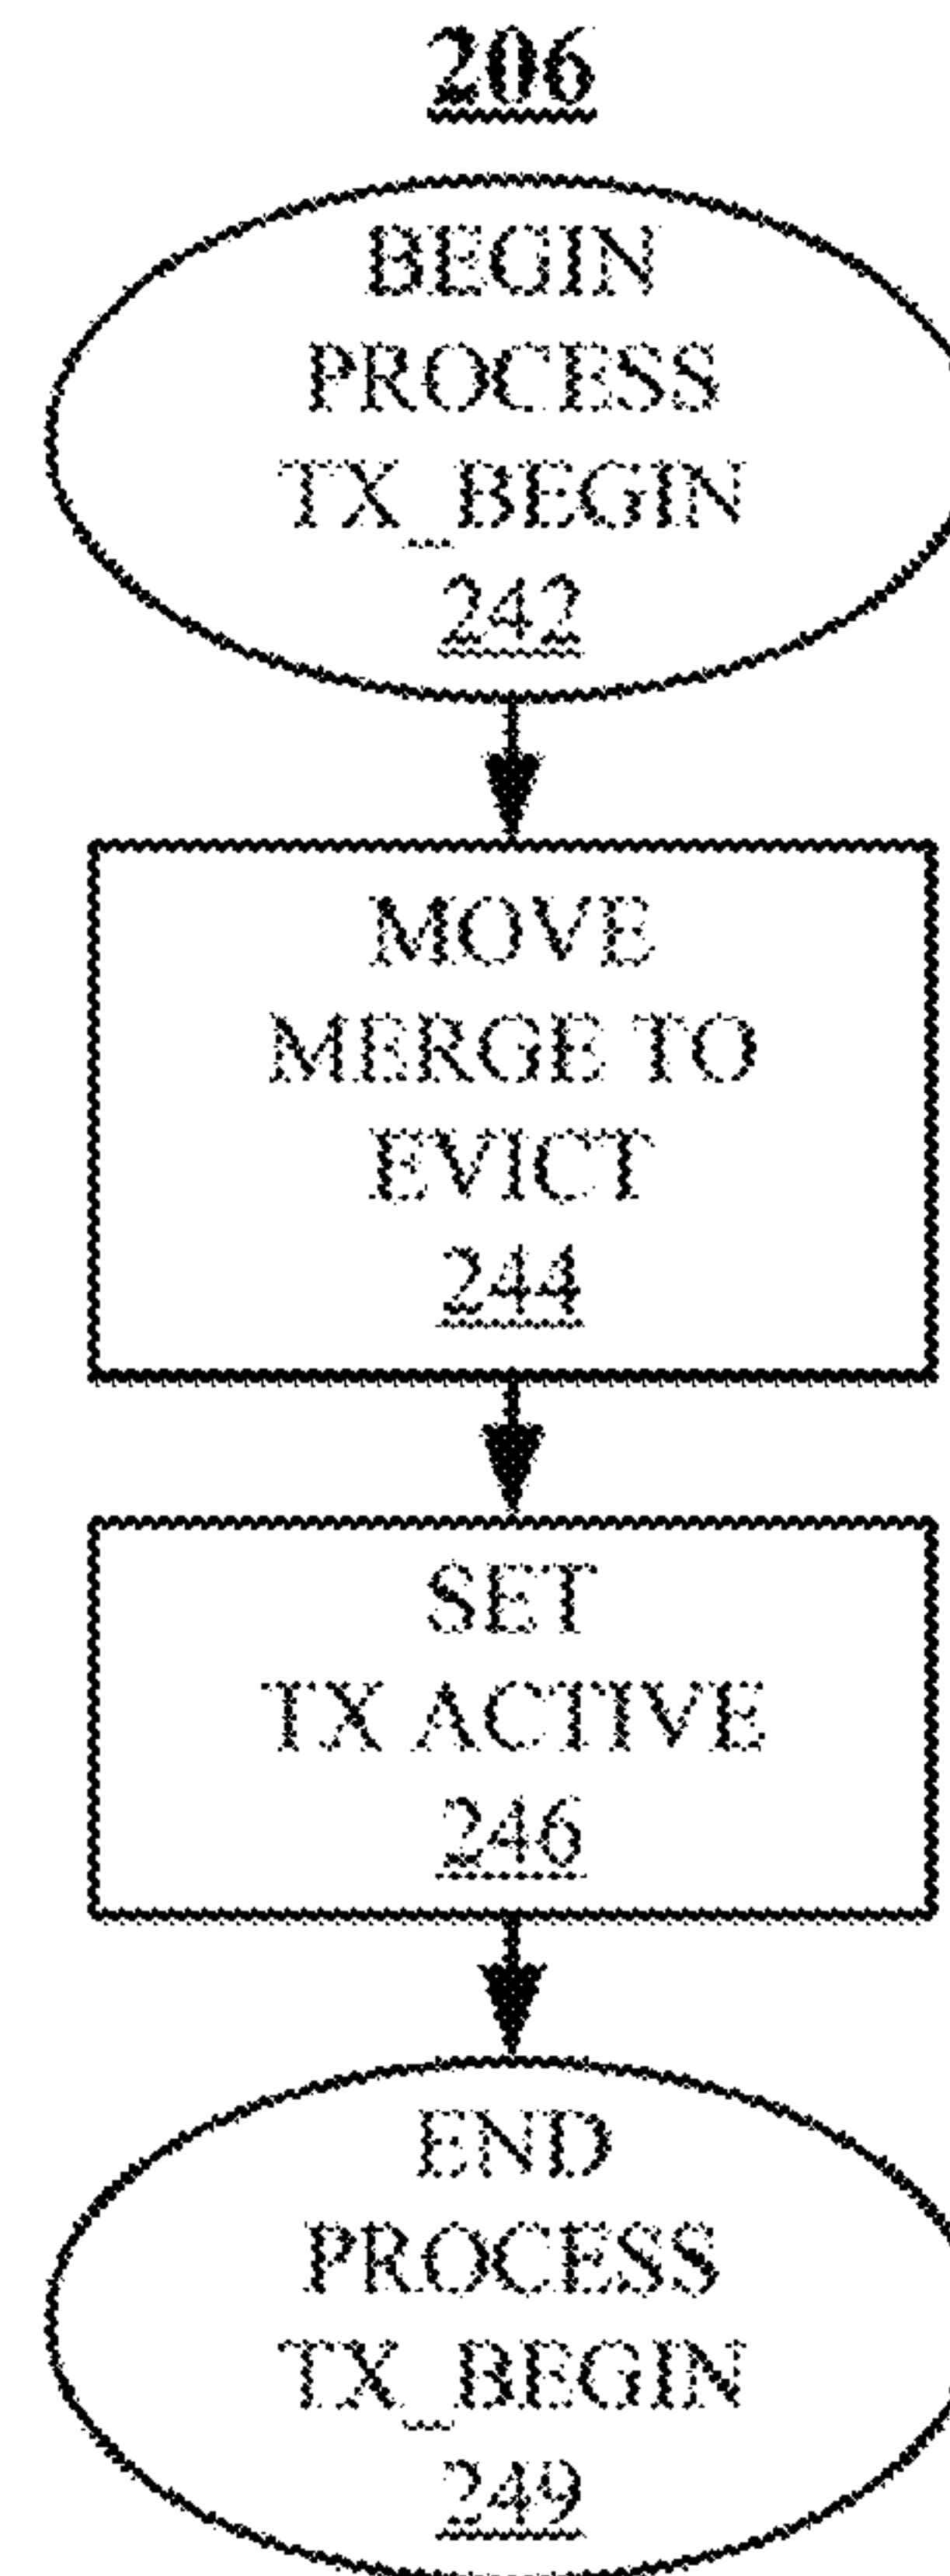 206
BEGIN
PROCESS
TX_BEGIN
242
MOVE
MERGE TO
EVICT
244
SET
TX ACTIVE
246
END
PROCESS
TX_BEGIN
249